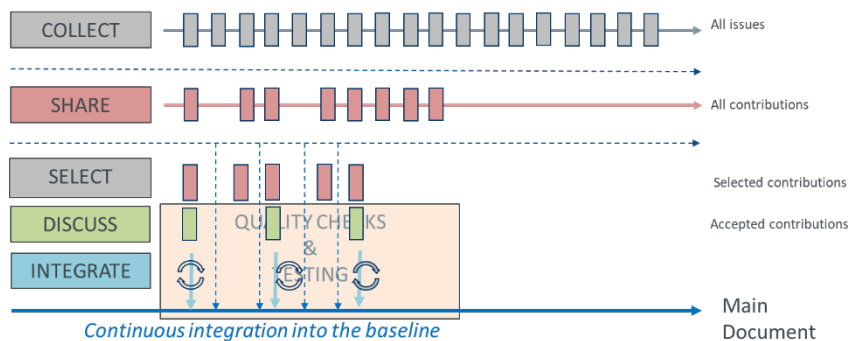 COLLECT
All issues
SHARE
All contributions
SELECT
Selected contributions
DISCUSS
QUALITY CHECKS
Accepted contributions
&
INTEGRATE
TESTING
Main
Document
Continuous integration into the baseline